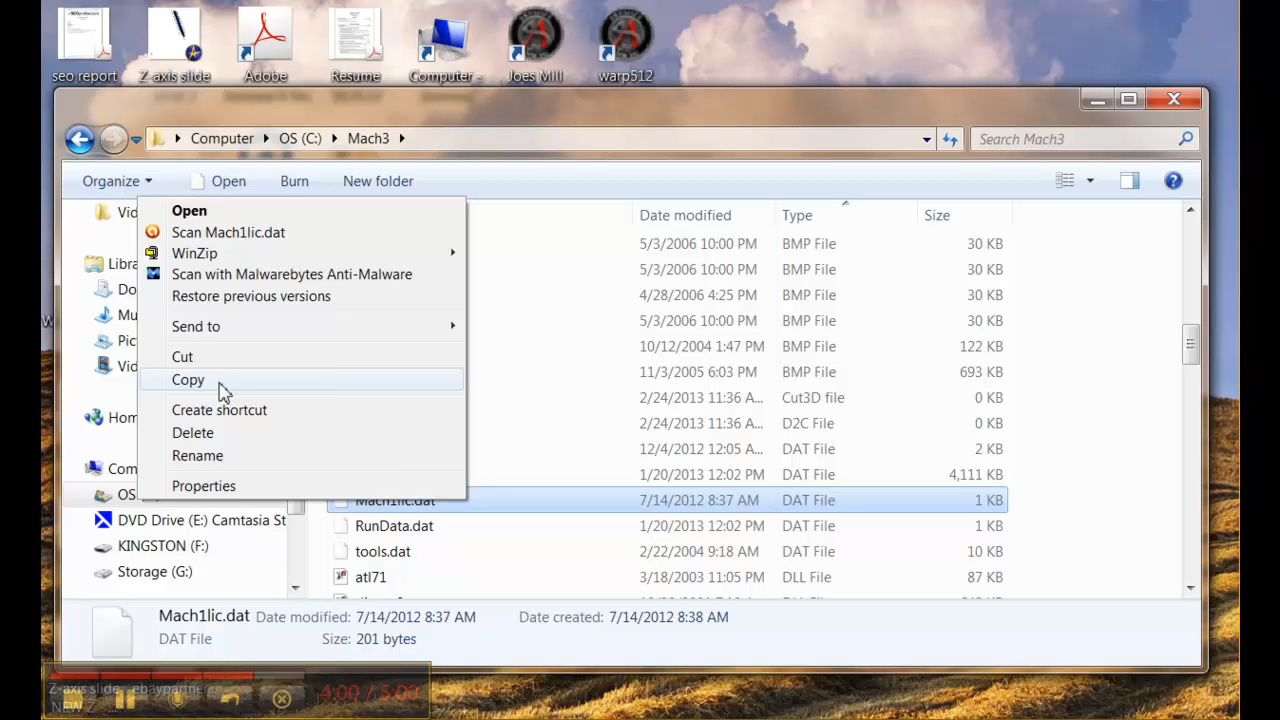 seo report
Z-axis slide
Adobe
Resume
Computer -
Joes Mill
warp512
Computer
OS (C:)
Mach3
Search Mach3
Organize
Open
Burn
New folder
Date modified
Type
Size
Vid
Libra
Do
Mu
Pic
Vid
Hom
Com
OS
DVD Drive (E:) Camtasia St
KINGSTON (F:)
Storage (G:)
Open
Scan Mach1lic.dat
WinZip
Scan with Malwarebytes Anti-Malware
Restore previous versions
Send to
Cut
Copy
Create shortcut
Delete
Rename
Properties
5/3/2006 10:00 PM BMP File 30 KB
5/3/2006 10:00 PM BMP File 30 KB
4/28/2006 4:25 PM BMP File 30 KB
5/3/2006 10:00 PM BMP File 30 KB
10/12/2004 1:47 PM BMP File 122 KB
11/3/2005 6:03 PM BMP File 693 KB
2/24/2013 11:36 A... Cut3D file 0 KB
2/24/2013 11:36 A... D2C File 0 KB
12/4/2012 12:05 A... DAT File 2 KB
1/20/2013 12:02 PM DAT File 4,111 KB
Mach1lic.dat 7/14/2012 8:37 AM DAT File 1 KB
RunData.dat 1/20/2013 12:02 PM DAT File 1 KB
tools.dat 2/22/2004 9:18 AM DAT File 10 KB
atl71 3/18/2003 11:05 PM DLL File 87 KB
Mach1lic.dat Date modified: 7/14/2012 8:37 AM Date created: 7/14/2012 8:38 AM
DAT File Size: 201 bytes
Z-axis slide - ebaypartner...
NEW Z
4:00 / 5:00